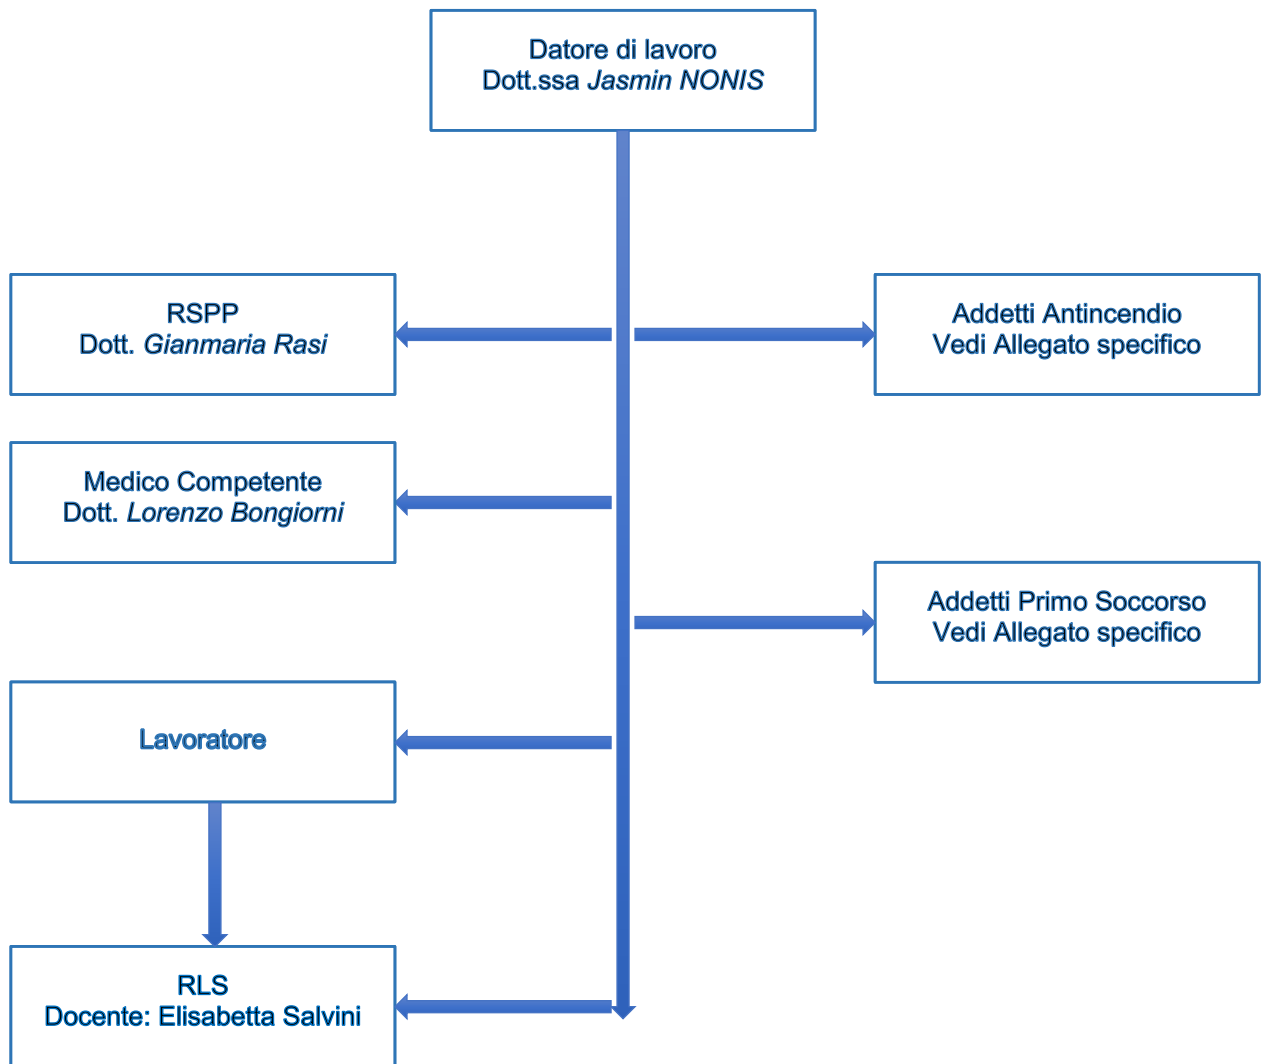 Datore di lavoro
Dott.ssa Jasmin NONIS
RSPP
Dott. Gianmaria Rasi
Addetti Antincendio
Vedi Allegato specifico
Medico Competente
Dott. Lorenzo Bongiorni
Addetti Primo Soccorso
Vedi Allegato specifico
Lavoratore
RLS
Docente: Elisabetta Salvini